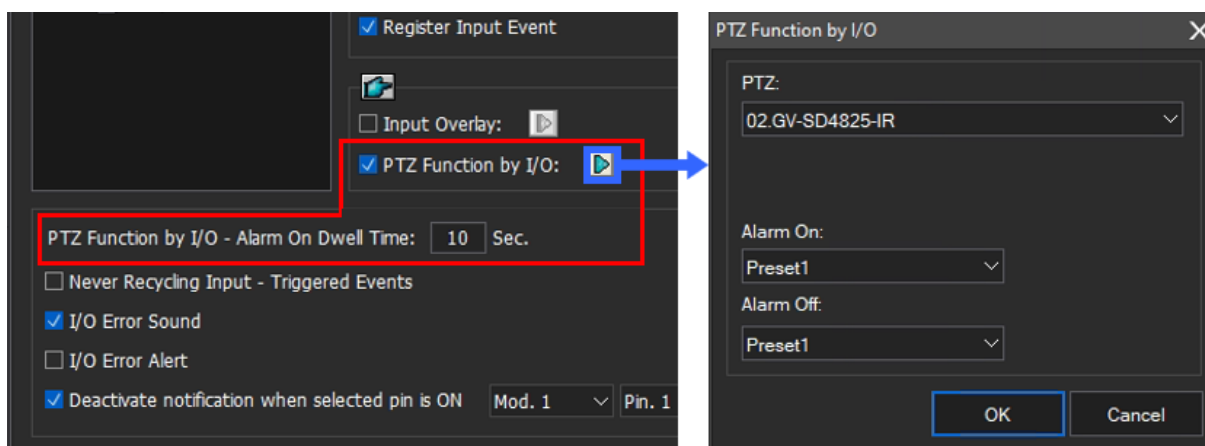 Register Input Event
Input Overlay:
PTZ Function by I/O:
PTZ Function by I/O - Alarm On Dwell Time: 10 Sec.
Never Recycling Input - Triggered Events
I/O Error Sound
I/O Error Alert
Deactivate notification when selected pin is ON Mod. 1 Pin. 1
PTZ Function by I/O
PTZ:
02.GV-SD4825-IR
Alarm On:
Preset1
Alarm Off:
Preset1
OK Cancel